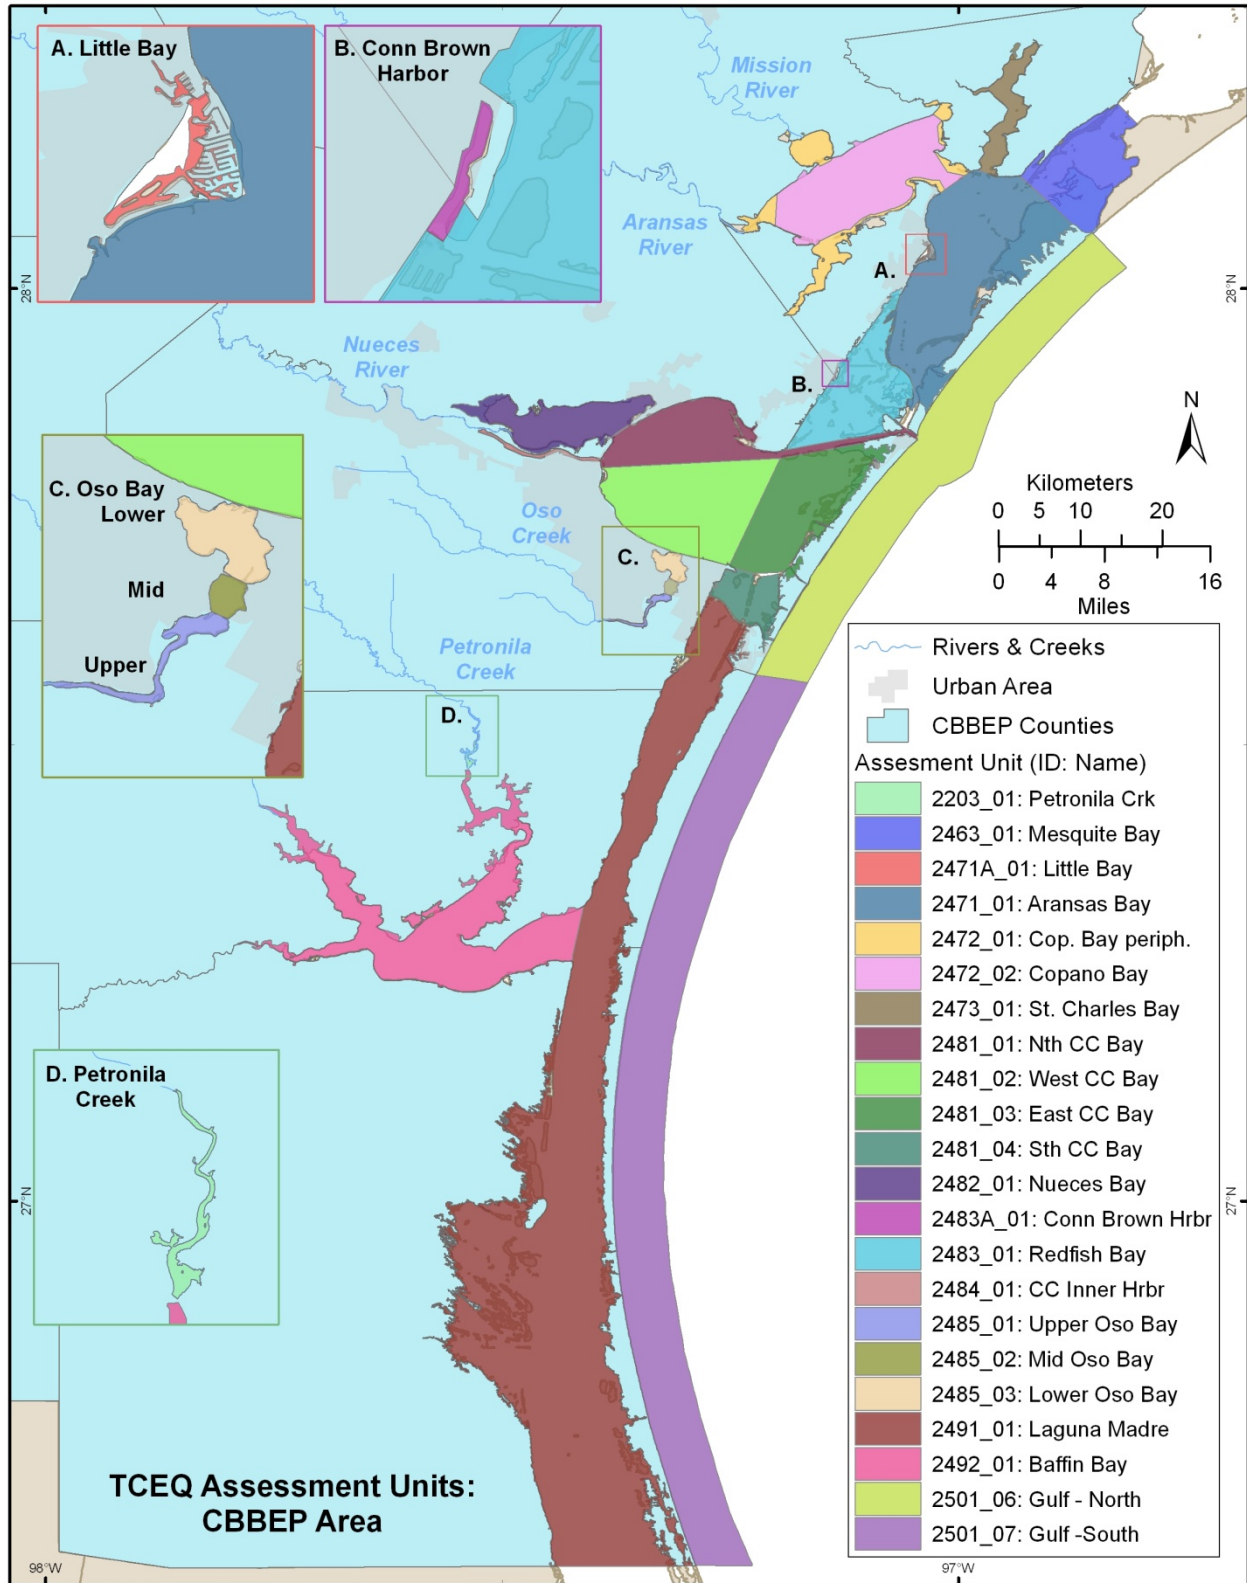 A. Little Bay
B. Conn Brown
Harbor
Mission
River
Aransas
River
A.
28°N
28°N
Nueces
River
B.
N
C. Oso Bay
Lower
Mid
Upper
Oso
Creek
C.
Kilometers
0 5 10 20
0 4 8 16
Miles
Petronila
Creek
D.
Rivers & Creeks
Urban Area
CBBEP Counties
Assesment Unit (ID: Name)
2203_01: Petronila Crk
2463_01: Mesquite Bay
2471A_01: Little Bay
2471_01: Aransas Bay
2472_01: Cop. Bay periph.
2472_02: Copano Bay
2473_01: St. Charles Bay
2481_01: Nth CC Bay
2481_02: West CC Bay
2481_03: East CC Bay
2481_04: Sth CC Bay
2482_01: Nueces Bay
2483A_01: Conn Brown Hrbr
2483_01: Redfish Bay
2484_01: CC Inner Hrbr
2485_01: Upper Oso Bay
2485_02: Mid Oso Bay
2485_03: Lower Oso Bay
2491_01: Laguna Madre
2492_01: Baffin Bay
2501_06: Gulf - North
2501_07: Gulf -South
D. Petronila
Creek
27°N
27°N
TCEQ Assessment Units:
CBBEP Area
98°W
97°W